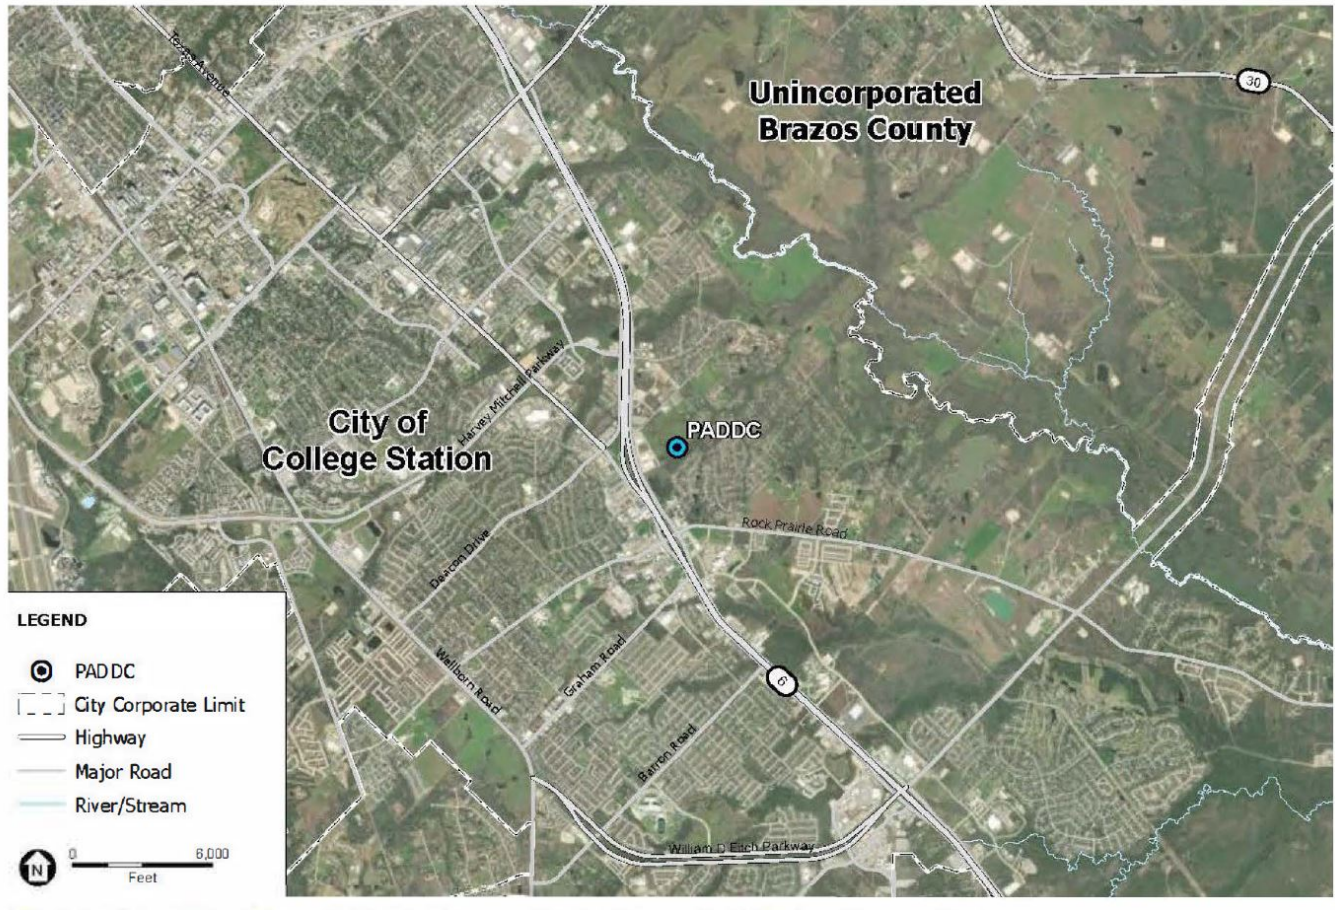 Texas Avenue
Unincorporated
Brazos County
30
Harvey Mitchell Parkway
City of
College Station
PADDC
Rock Prairie Road
Deacon Drive
Graham Road
Wellborn Road
6
Barron Road
William D Fitch Parkway
LEGEND
PADDC
City Corporate Limit
Highway
Major Road
River/Stream
N
0 6,000
Feet